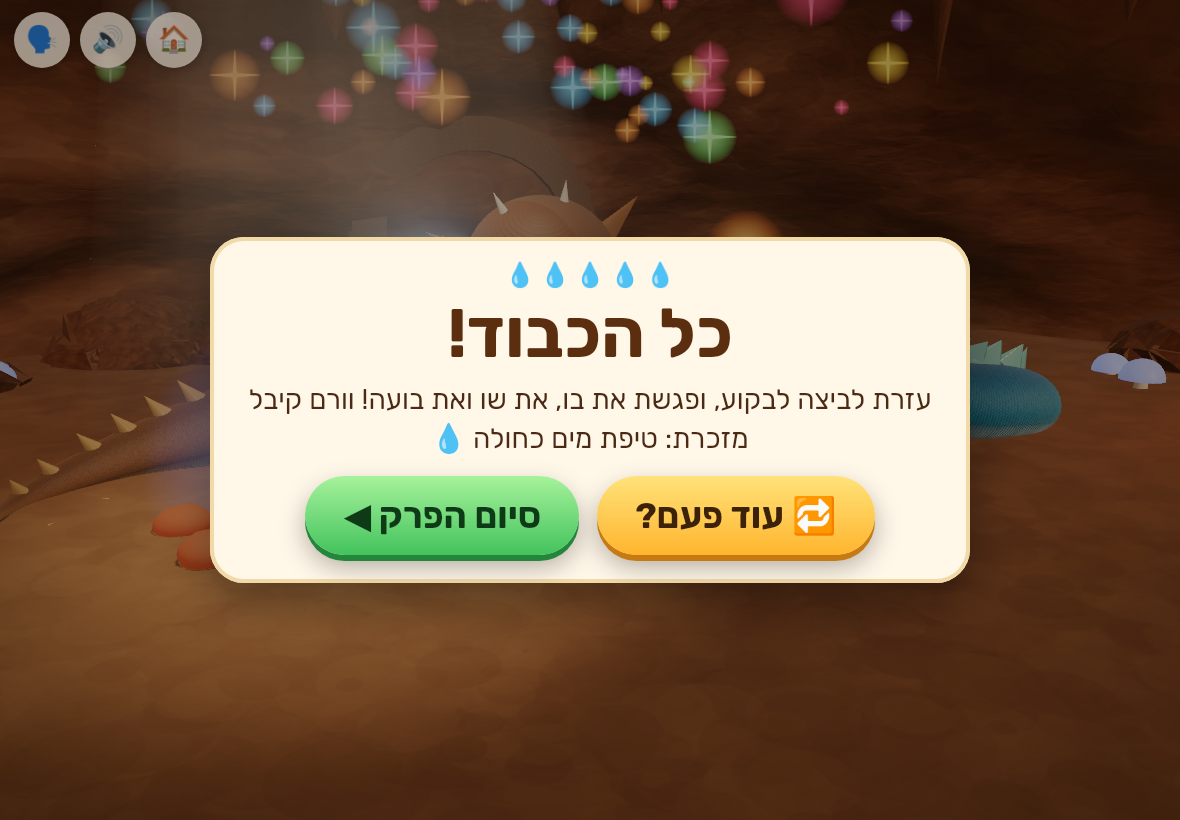 כל הכבוד!
עזרת לביצה לבקוע, ופגשת את בו, את שו ואת בועה! וורם קיבל
מזכרת: טיפת מים כחולה 💧
🔁 עוד פעם?
סיום הפרק ◀